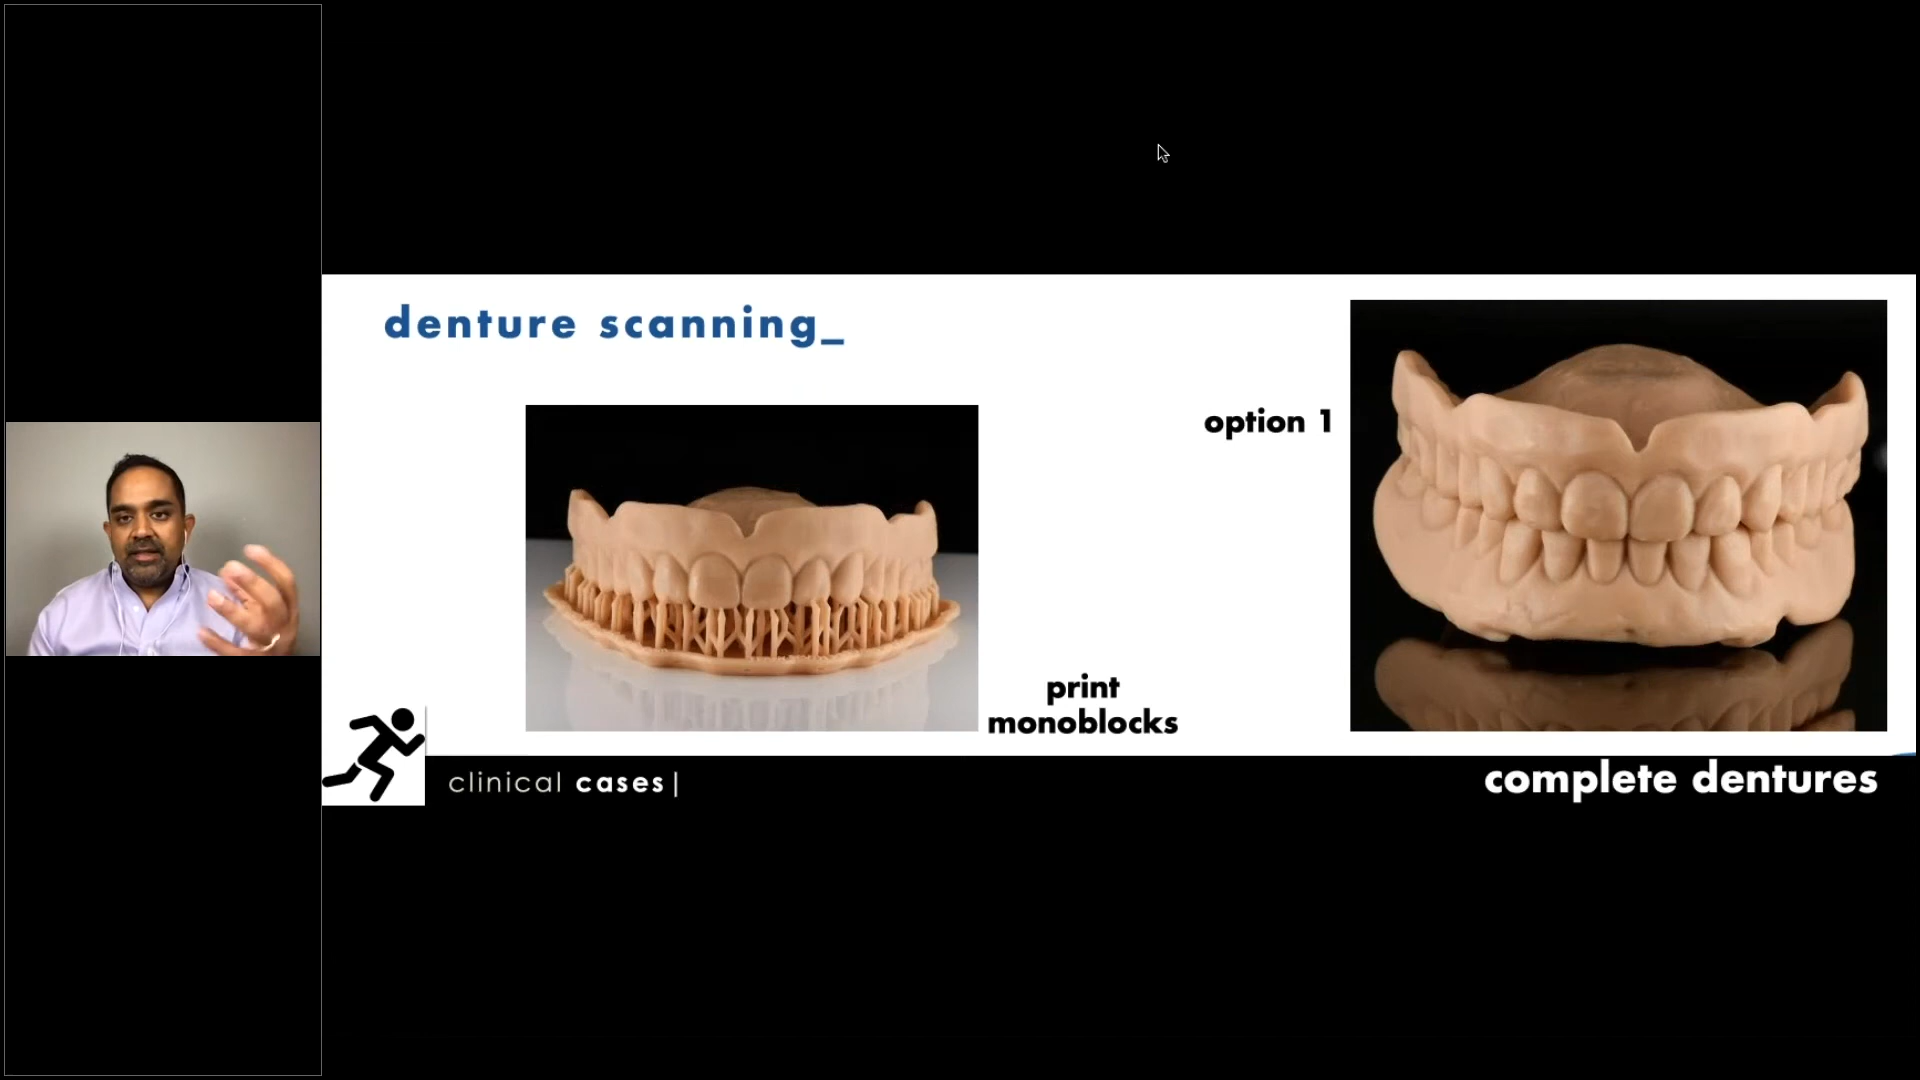 denture scanning_
option 1
print
monoblocks
clinical cases|
complete dentures